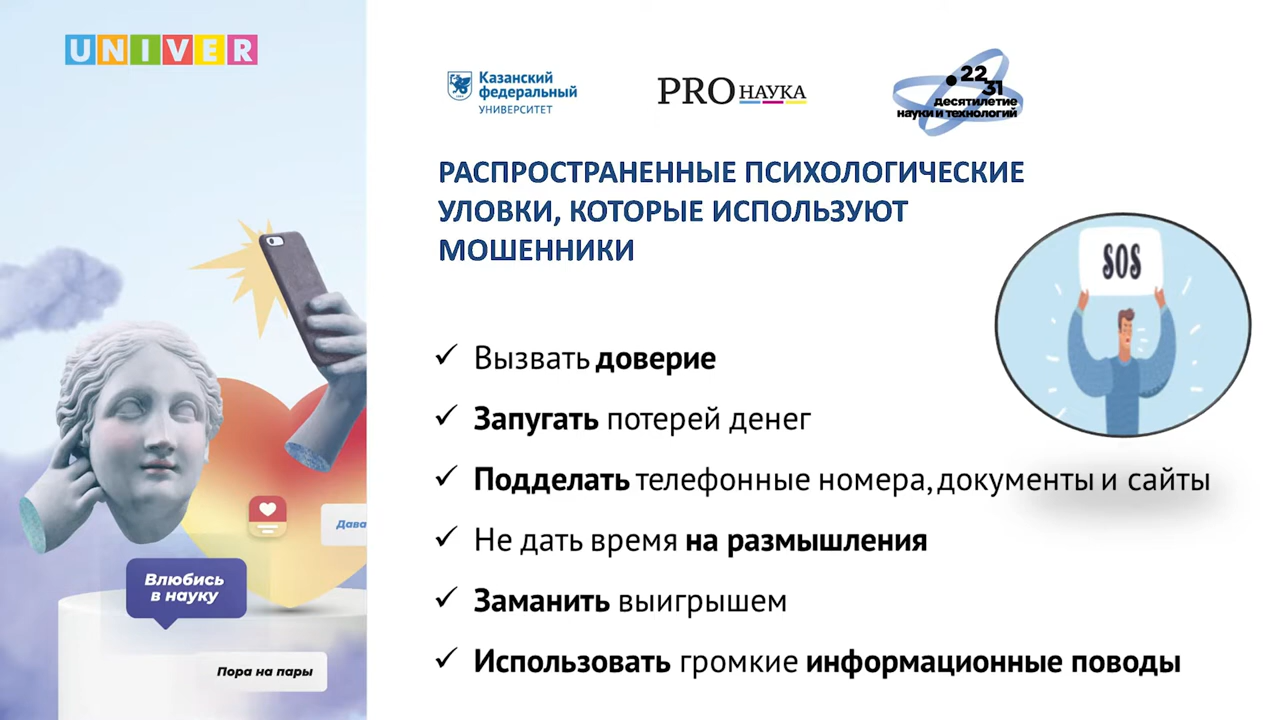 UNIVER
Казанский
федеральный
УНИВЕРСИТЕТ
PRO НАУКА
22
31
десятилетие
науки и технологий
РАСПРОСТРАНЕННЫЕ ПСИХОЛОГИЧЕСКИЕ
УЛОВКИ, КОТОРЫЕ ИСПОЛЬЗУЮТ
МОШЕННИКИ
SOS
✓ Вызвать доверие
✓ Запугать потерей денег
✓ Подделать телефонные номера, документы и сайты
✓ Не дать время на размышления
✓ Заманить выигрышем
✓ Использовать громкие информационные поводы
Дава
Влюбись
в науку
Пора на пары